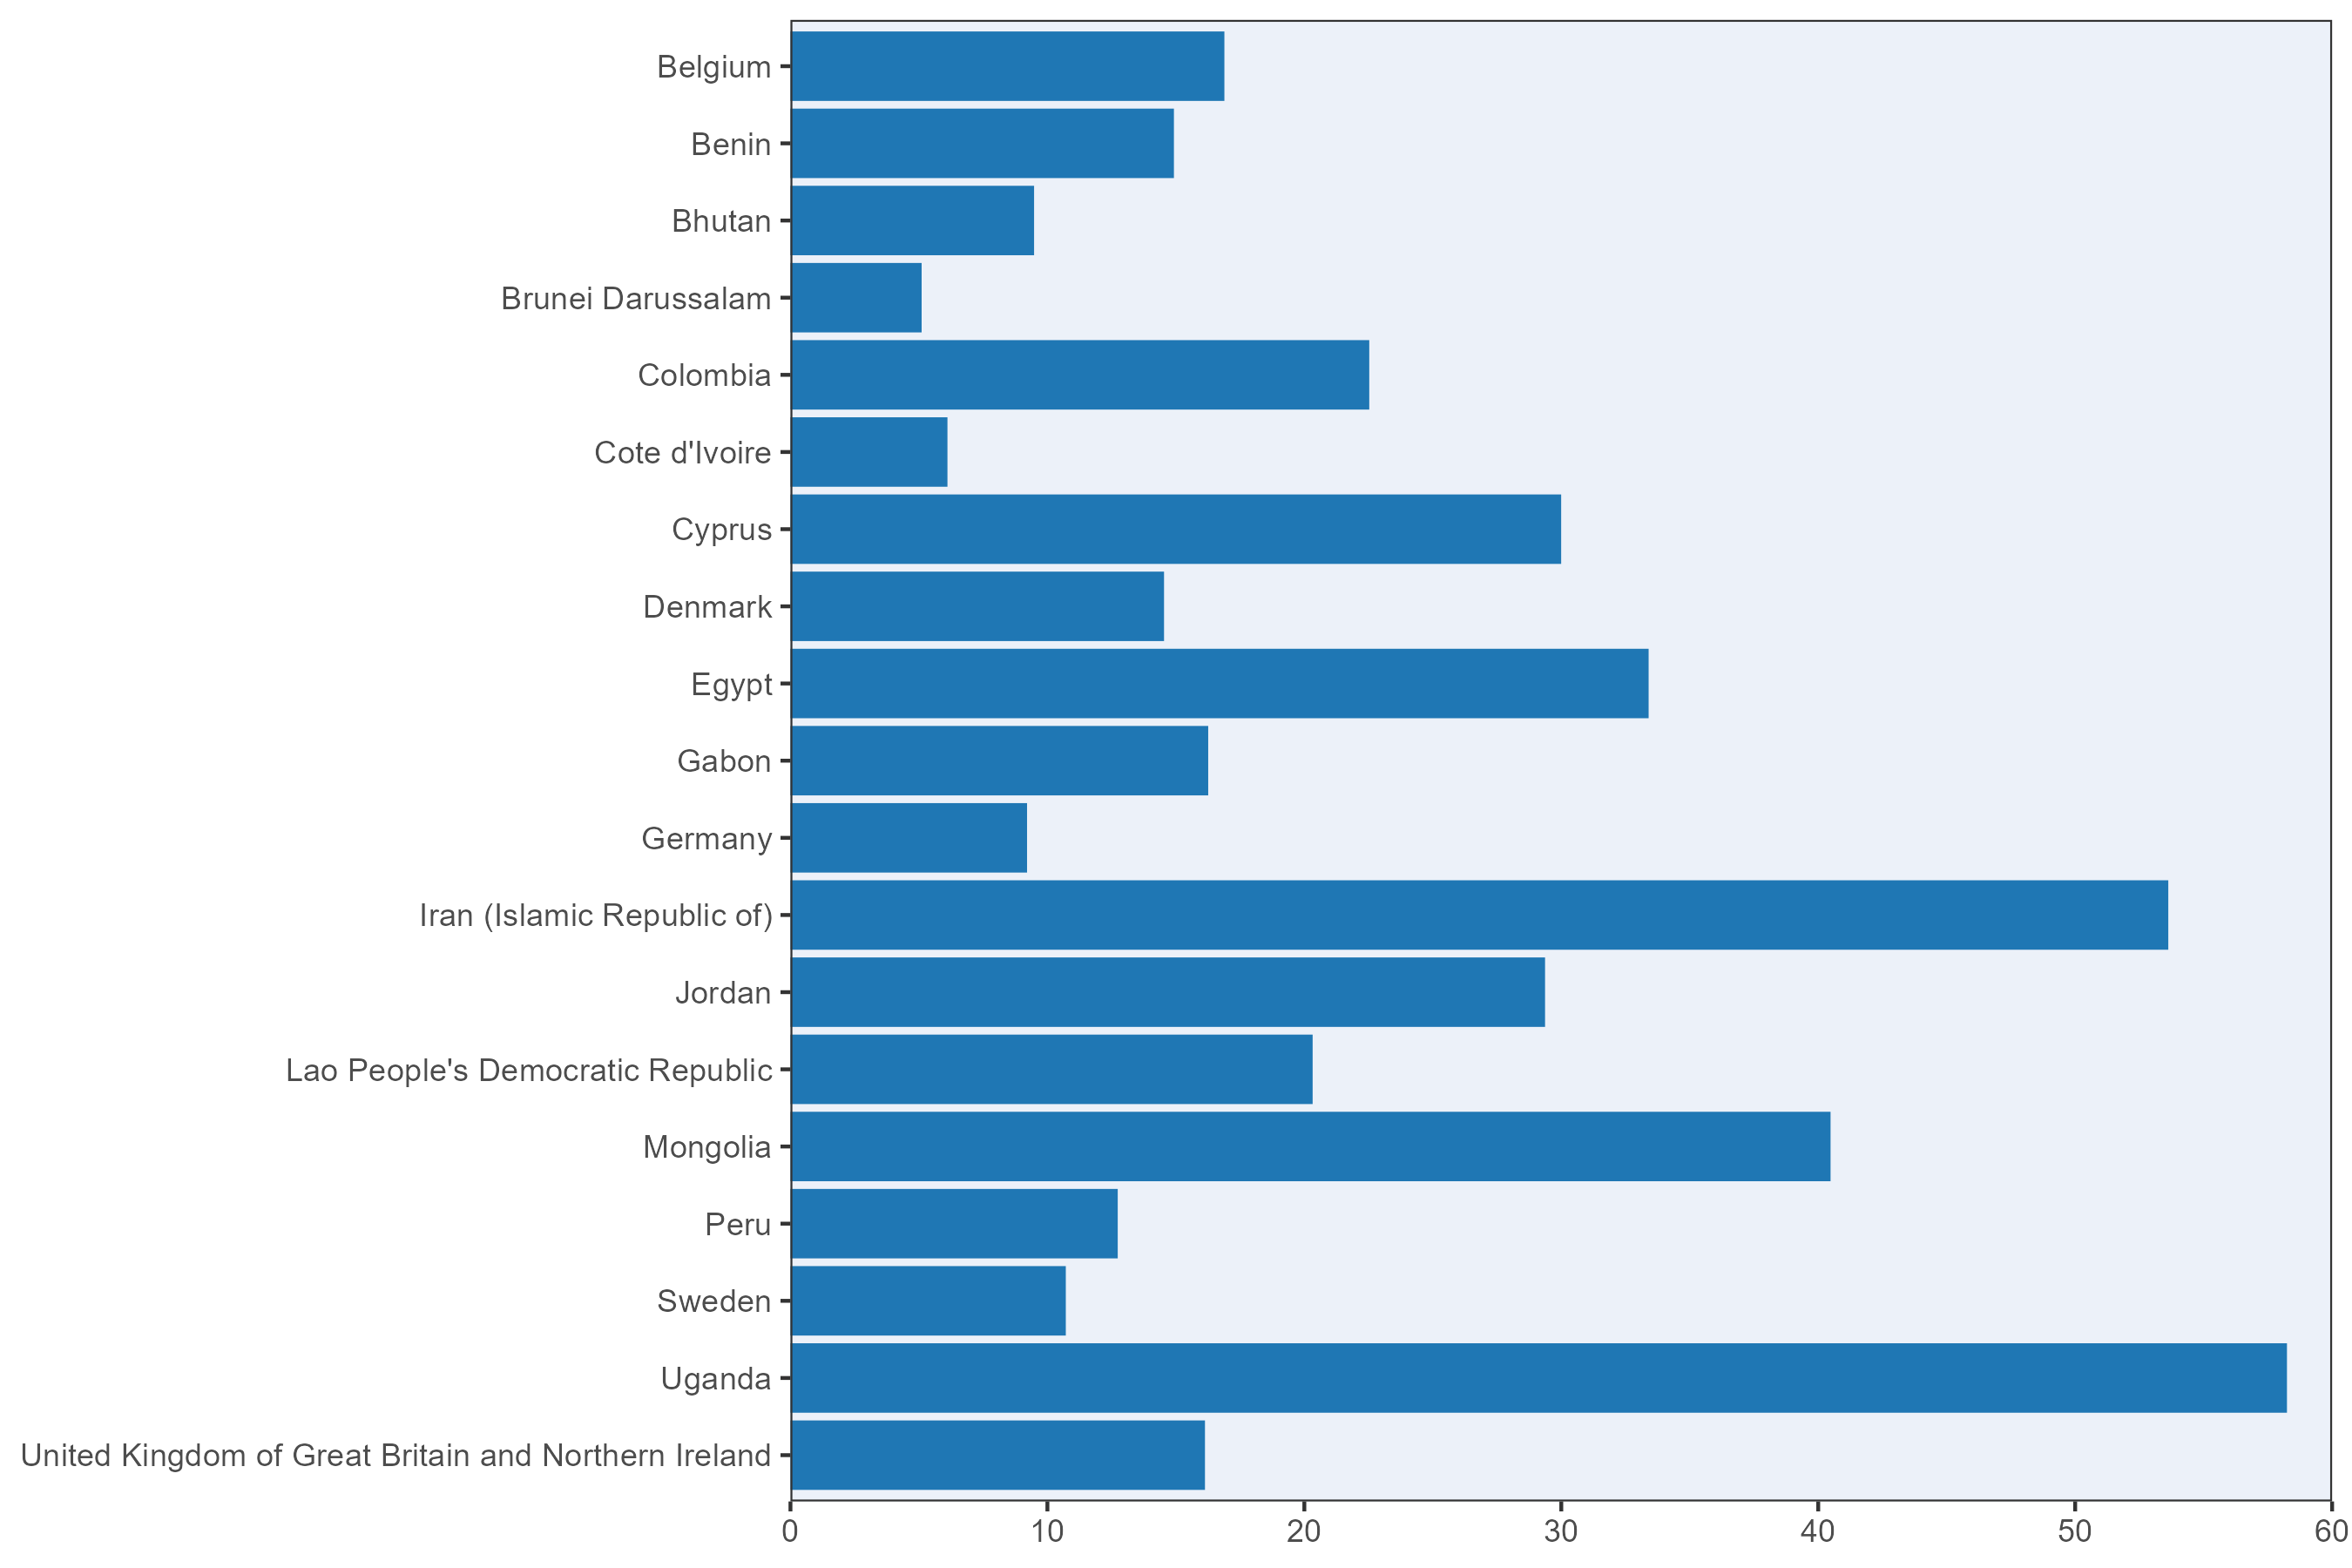 Belgium
Benin
Bhutan
Brunei Darussalam
Colombia
Cote d'Ivoire
Cyprus
Denmark
Egypt
Gabon
Germany
Iran (Islamic Republic of)
Jordan
Lao People's Democratic Republic
Mongolia
Peru
Sweden
Uganda
United Kingdom of Great Britain and Northern Ireland
0 10 20 30 40 50 60